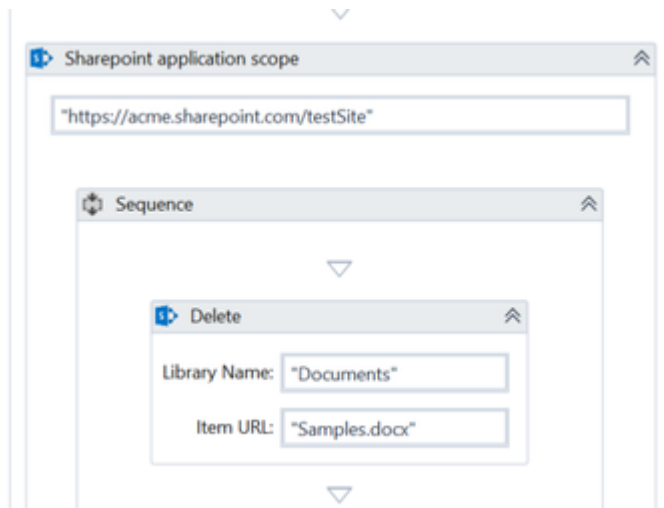 Sharepoint application scope
"https://acme.sharepoint.com/testSite"
Sequence
Delete
Library Name: "Documents"
Item URL: "Samples.docx"